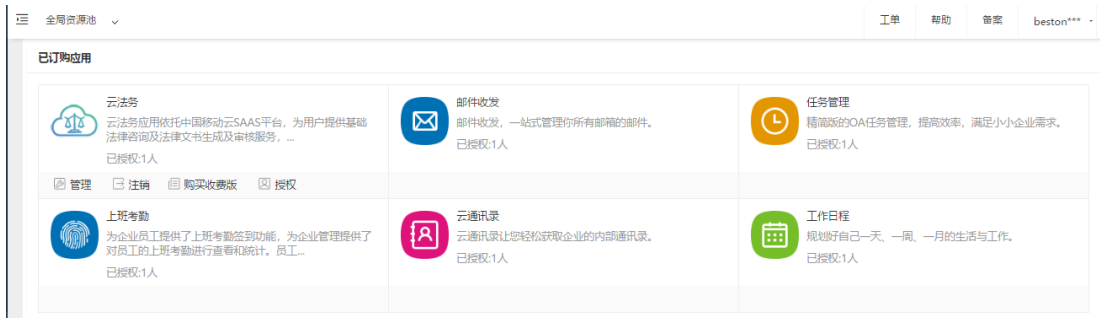 全局资源池
工单 帮助 备案 beston***
已订购应用
云法务
云法务应用依托中国移动云SAAS平台，为用户提供基础
法律咨询及法律文书生成及审核服务，...
已授权:1人
管理 注销 购买收费版 授权
邮件收发
邮件收发，一站式管理你所有邮箱的邮件。
已授权:1人
任务管理
精简版的OA任务管理，提高效率，满足小小企业需求。
已授权:1人
上班考勤
为企业员工提供了上班考勤签到功能，为企业管理提供了
对员工的上班考勤进行查看和统计。员工...
已授权:1人
云通讯录
云通讯录让您轻松获取企业的内部通讯录。
已授权:1人
工作日程
规划好自己一天、一周、一月的生活与工作。
已授权:1人